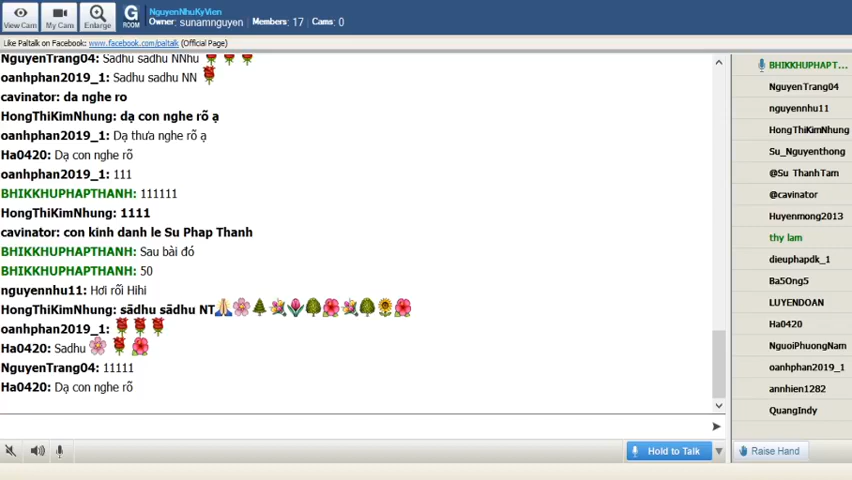 View Cam
My Cam
Enlarge
G
ROOM
NguyenNhuKyVien
Owner: sunamnguyen Members: 17 Cams: 0
Like Paltalk on Facebook: www.facebook.com/paltalk (Official Page)
NguyenTrang04: Sadhu sadhu NNhu
oanhphan2019_1: Sadhu sadhu NN
cavinator: da nghe ro
HongThiKimNhung: dạ con nghe rõ ạ
oanhphan2019_1: Dạ thưa nghe rõ ạ
Ha0420: Dạ con nghe rõ
oanhphan2019_1: 111
BHIKKHUPHAPTHANH: 111111
HongThiKimNhung: 1111
cavinator: con kinh danh le Su Phap Thanh
BHIKKHUPHAPTHANH: Sau bài đó
BHIKKHUPHAPTHANH: 50
nguyennhu11: Hơi rối Hihi
HongThiKimNhung: sādhu sādhu NT
oanhphan2019_1:
Ha0420: Sadhu
NguyenTrang04: 11111
Ha0420: Dạ con nghe rõ
Hold to Talk
BHIKKHUPHAPT...
NguyenTrang04
nguyennhu11
HongThiKimNhung
Su_Nguyenthong
@Su ThanhTam
@cavinator
Huyenmong2013
thy lam
dieuphapdk_1
Ba5Ong5
LUYENDOAN
Ha0420
NguoiPhuongNam
oanhphan2019_1
annhien1282
QuangIndy
Raise Hand